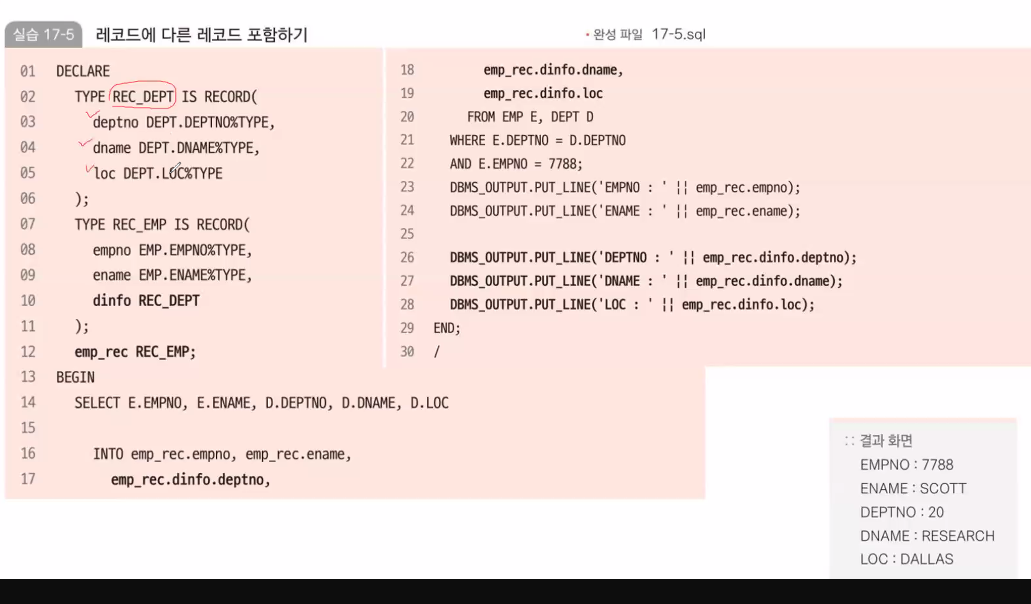 실습 17-5 레코드에 다른 레코드 포함하기
• 완성 파일 17-5.sql
01 DECLARE
02 TYPE REC_DEPT IS RECORD(
03 deptno DEPT.DEPTNO%TYPE,
04 dname DEPT.DNAME%TYPE,
05 loc DEPT.LOC%TYPE
06 );
07 TYPE REC_EMP IS RECORD(
08 empno EMP.EMPNO%TYPE,
09 ename EMP.ENAME%TYPE,
10 dinfo REC_DEPT
11 );
12 emp_rec REC_EMP;
13 BEGIN
14 SELECT E.EMPNO, E.ENAME, D.DEPTNO, D.DNAME, D.LOC
15
16 INTO emp_rec.empno, emp_rec.ename,
17 emp_rec.dinfo.deptno,
18 emp_rec.dinfo.dname,
19 emp_rec.dinfo.loc
20 FROM EMP E, DEPT D
21 WHERE E.DEPTNO = D.DEPTNO
22 AND E.EMPNO = 7788;
23 DBMS_OUTPUT.PUT_LINE('EMPNO : ' || emp_rec.empno);
24 DBMS_OUTPUT.PUT_LINE('ENAME : ' || emp_rec.ename);
25
26 DBMS_OUTPUT.PUT_LINE('DEPTNO : ' || emp_rec.dinfo.deptno);
27 DBMS_OUTPUT.PUT_LINE('DNAME : ' || emp_rec.dinfo.dname);
28 DBMS_OUTPUT.PUT_LINE('LOC : ' || emp_rec.dinfo.loc);
29 END;
30 /
:: 결과 화면
EMPNO : 7788
ENAME : SCOTT
DEPTNO : 20
DNAME : RESEARCH
LOC : DALLAS